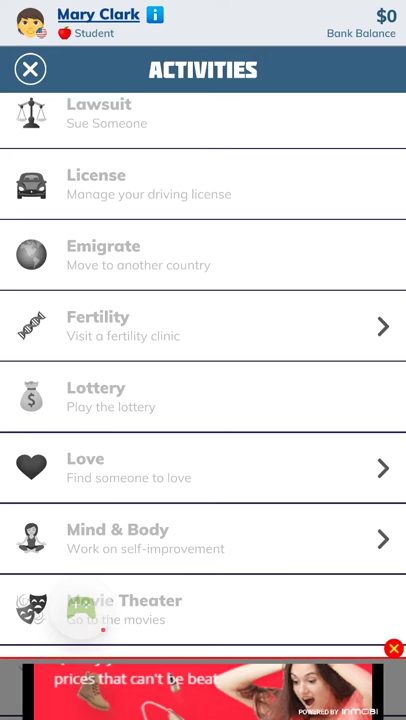 Mary Clark
$0
Student
Bank Balance
ACTIVITIES
Lawsuit
Sue Someone
License
Manage your driving license
Emigrate
Move to another country
Fertility
Visit a fertility clinic
Lottery
Play the lottery
Love
Find someone to love
Mind & Body
Work on self-improvement
Movie Theater
Go to the movies
prices that can't be beat
POWERED BY INMOBI